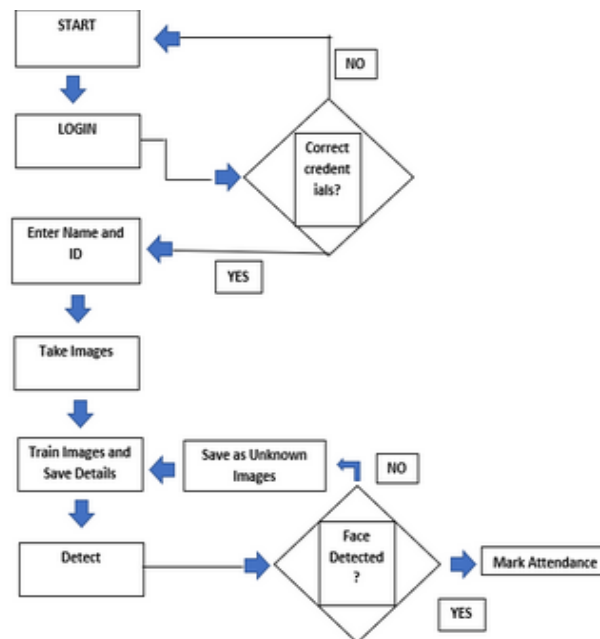 START
NO
LOGIN
Correct
credent
ials?
Enter Name and
ID
YES
Take Images
Train Images and
Save Details
Save as Unknown
Images
NO
Detect
Face
Detected
?
Mark Attendance
YES